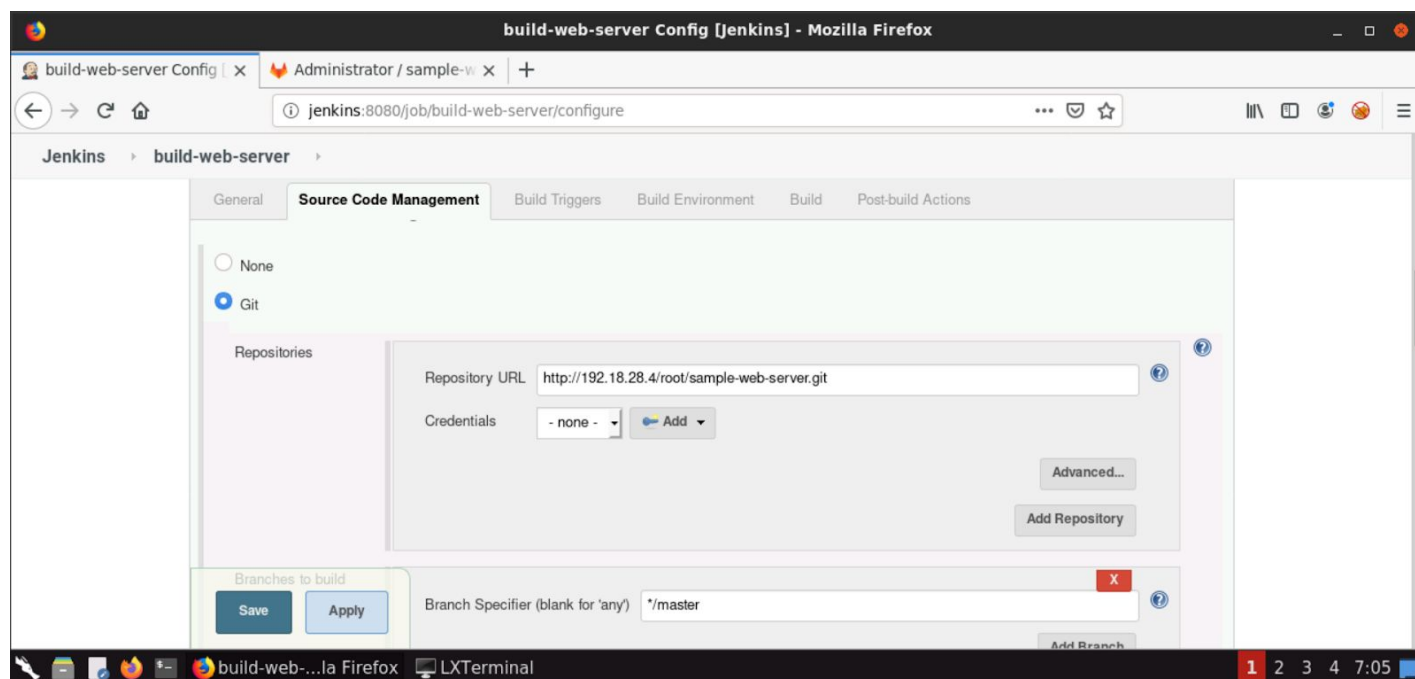 build-web-server Config [Jenkins] - Mozilla Firefox
build-web-server Config [
Administrator / sample-w
jenkins:8080/job/build-web-server/configure
Jenkins build-web-server
General Source Code Management Build Triggers Build Environment Build Post-build Actions
None
Git
Repositories
Repository URL http://192.18.28.4/root/sample-web-server.git
Credentials - none - Add
Advanced...
Add Repository
Branches to build
X
Save Apply Branch Specifier (blank for 'any') */master
Add Branch
build-web-...la Firefox LXTerminal 1 2 3 4 7:05